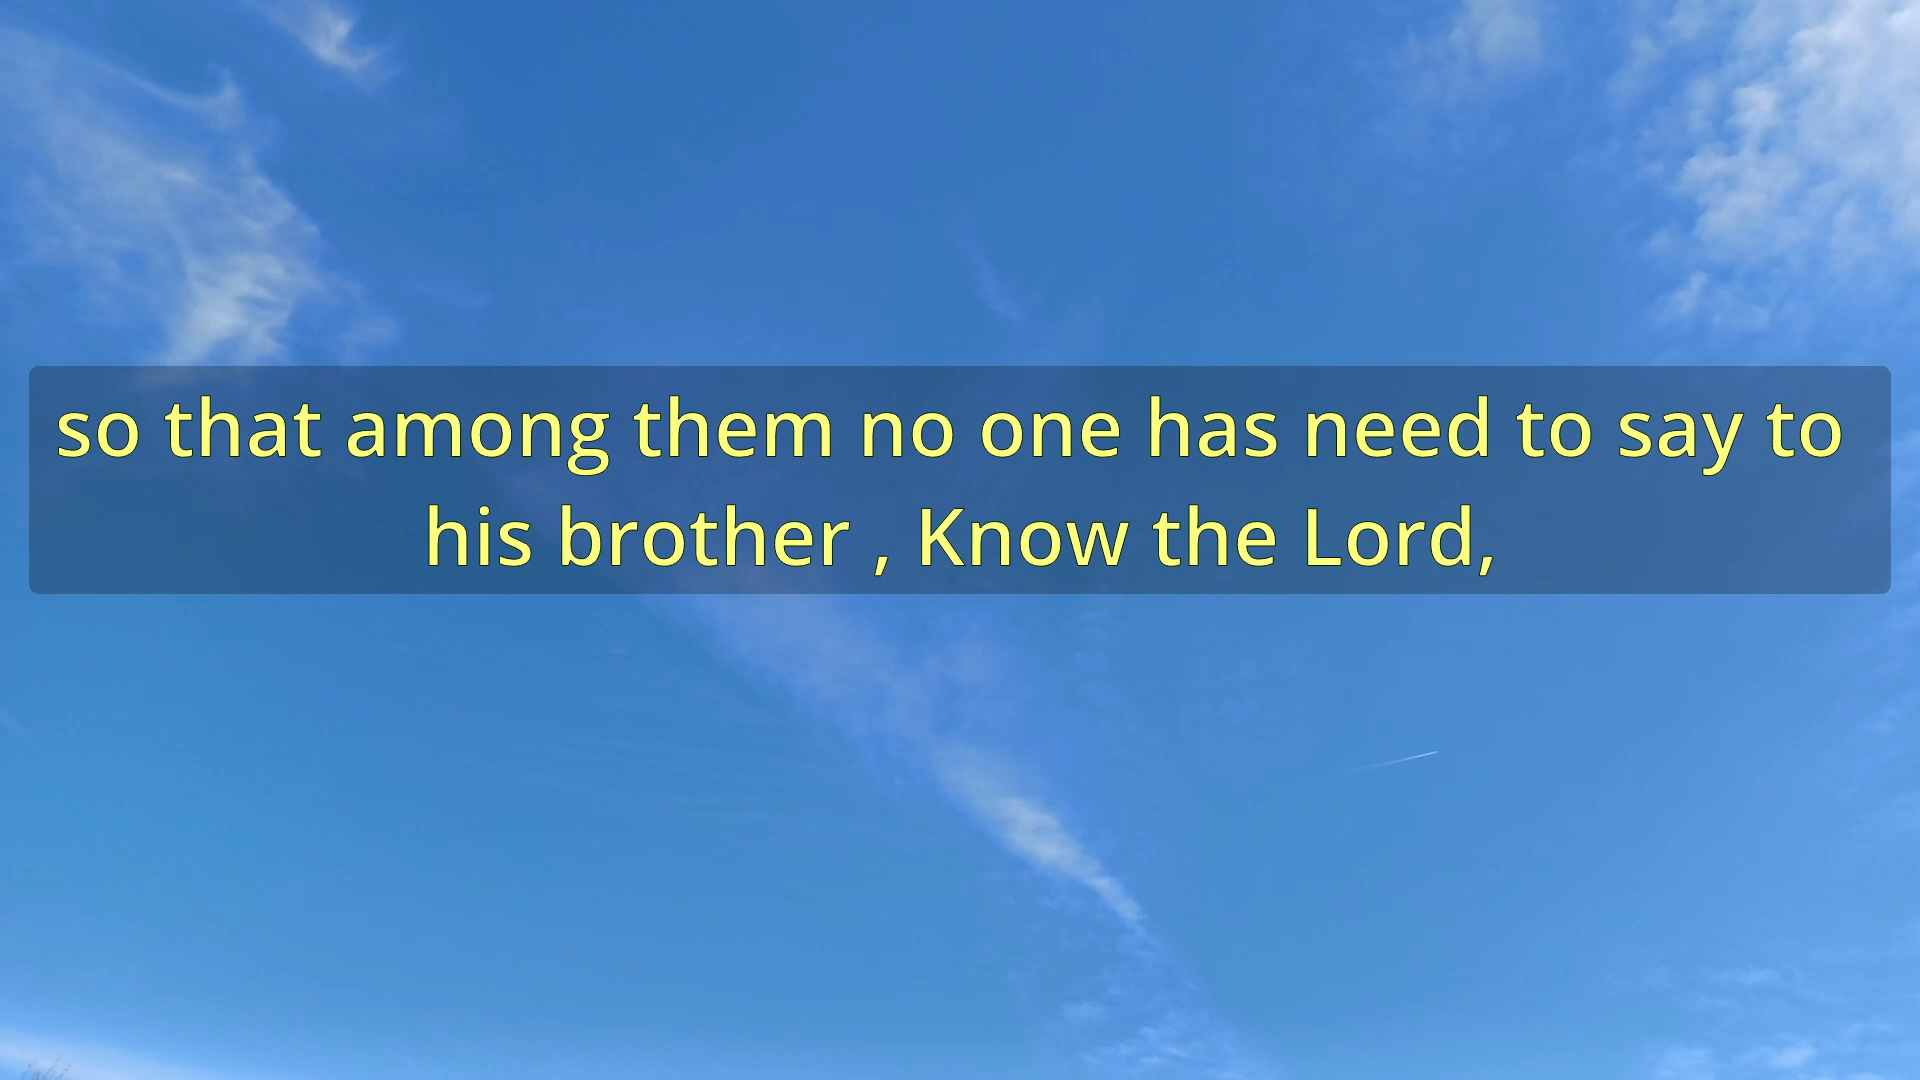 so that among them no one has need to say to
his brother , Know the Lord,